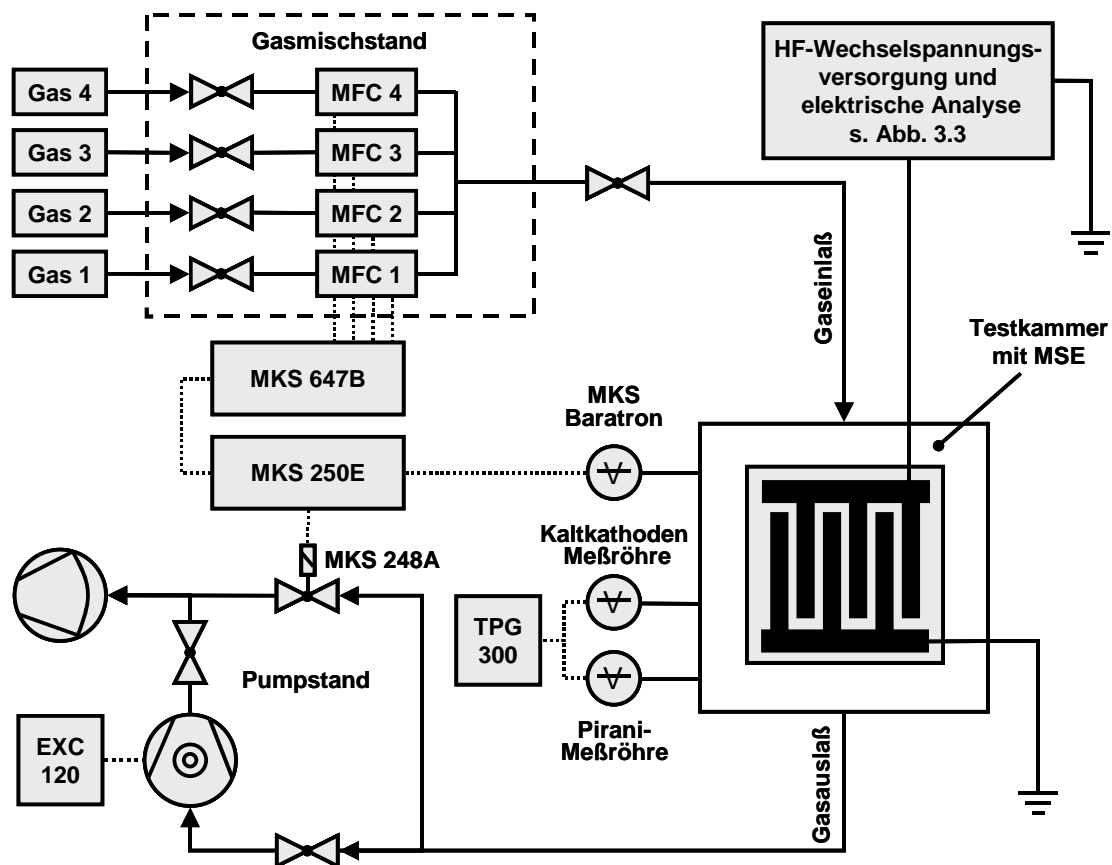 Gasmischstand
HF-Wechselspannungs-
versorgung und
elektrische Analyse
s. Abb. 3.3
Gas 4
MFC 4
Gas 3
MFC 3
Gas 2
MFC 2
Gas 1
MFC 1
Gaseinlaß
Testkammer
mit MSE
MKS 647B
MKS
Baratron
MKS 250E
Kaltkathoden
Meßröhre
MKS 248A
TPG
300
Pumpstand
Pirani-
Meßröhre
EXC
120
Gasauslaß